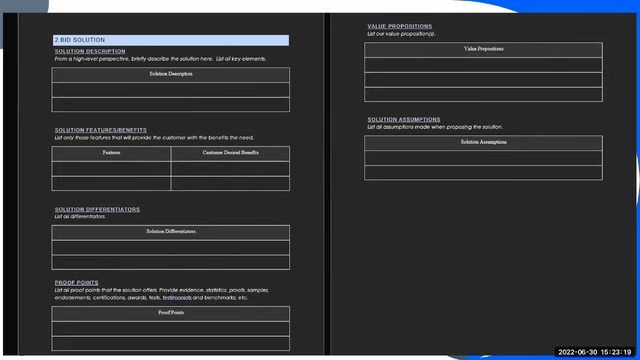 2.BID SOLUTION
SOLUTION DESCRIPTION
From a high-level perspective, briefly describe the solution here. List all key elements.
Solution Description
SOLUTION FEATURES/BENEFITS
List only those features that will provide the customer with the benefits the need.
Features
Customer Desired Benefits
SOLUTION DIFFERENTIATORS
List all differentiators.
Solution Differentiators
PROOF POINTS
List all proof points that the solution offers. Provide evidence, statistics, proofs, samples,
endorsements, certifications, awards, tests, testimonials and benchmarks, etc.
Proof Points
VALUE PROPOSITIONS
List our value proposition(s).
Value Propositions
SOLUTION ASSUMPTIONS
List all assumptions made when proposing the solution.
Solution Assumptions
2022-06-30 15:23:19